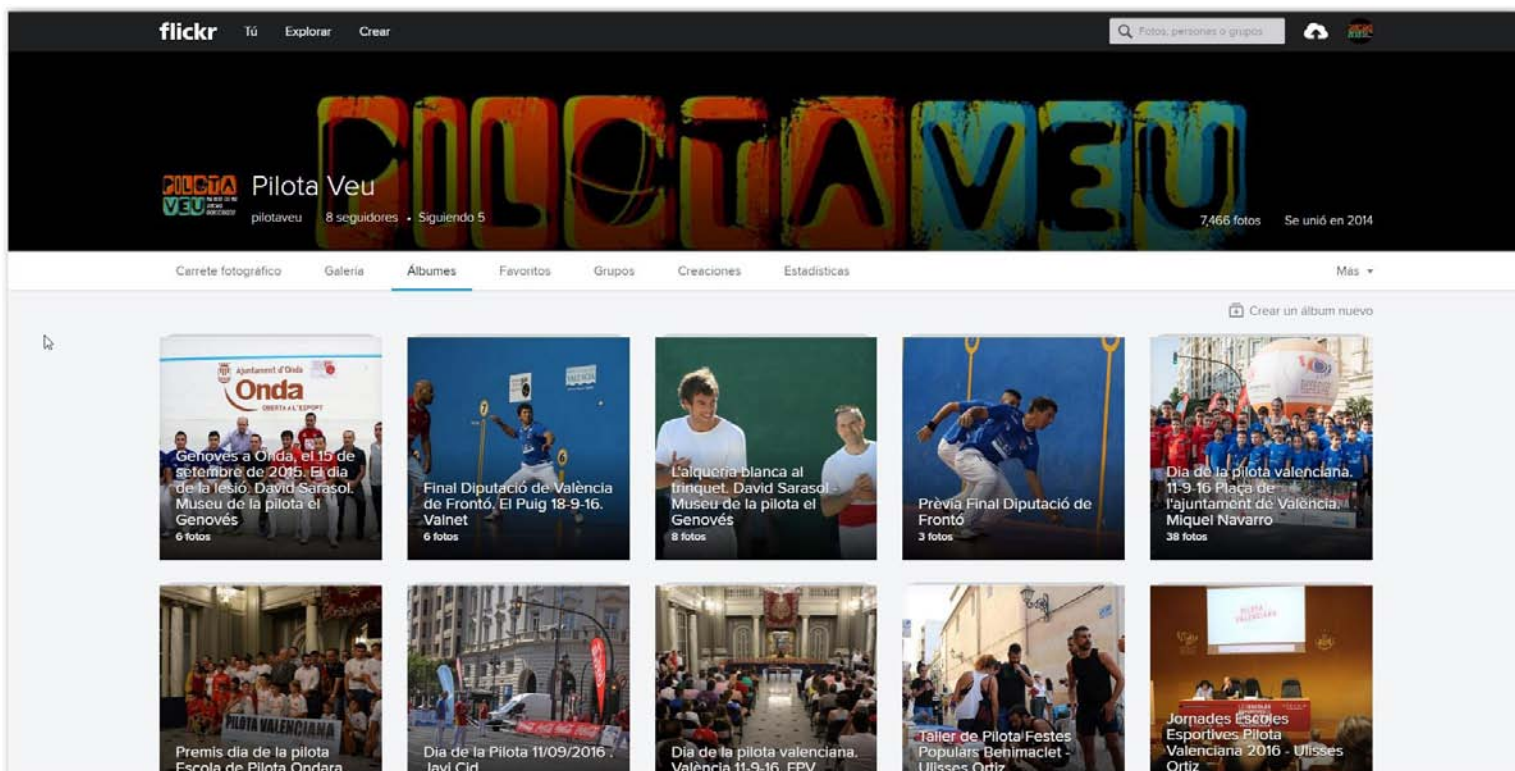 flickr Tú Explorar Crear Fotos, personas o grupos
PILOTAVEU
PILOTA
VEU
Pilota Veu
pilotaveu 8 seguidores • Siguiendo 5 7,466 fotos Se unió en 2014
Carrete fotográfico Galería Álbumes Favoritos Grupos Creaciones Estadísticas Más
Crear un álbum nuevo
Ajuntament d'Onda
Onda
OBERTA A L'ESPORT
Genovés a Onda, el 15 de
setembre de 2015. El dia
de la lesió. David Sarasol.
Museu de la pilota el
Genovés
6 fotos
7
VALÈNCIA
6
Final Diputació de València
de Frontó. El Puig 18-9-16.
Valnet
6 fotos
L'alqueria blanca al
trinquet. David Sarasol -
Museu de la pilota el
Genovés
8 fotos
Prèvia Final Diputació de
Frontó
3 fotos
Dia de la pilota valenciana.
11-9-16 Plaça de
l'ajuntament de València.
Miquel Navarro
38 fotos
PILOTA VALENCIANA
Premis dia de la pilota
Escola de Pilota Ondara
Dia de la Pilota 11/09/2016 .
Javi Cid
Dia de la pilota valenciana.
València 11-9-16. FPV
Taller de Pilota Festes
Populars Benimaclet -
Ulisses Ortiz
PILOTA
VALENCIANA
Jornades Escoles
Esportives Pilota
Valenciana 2016 - Ulisses
Ortiz